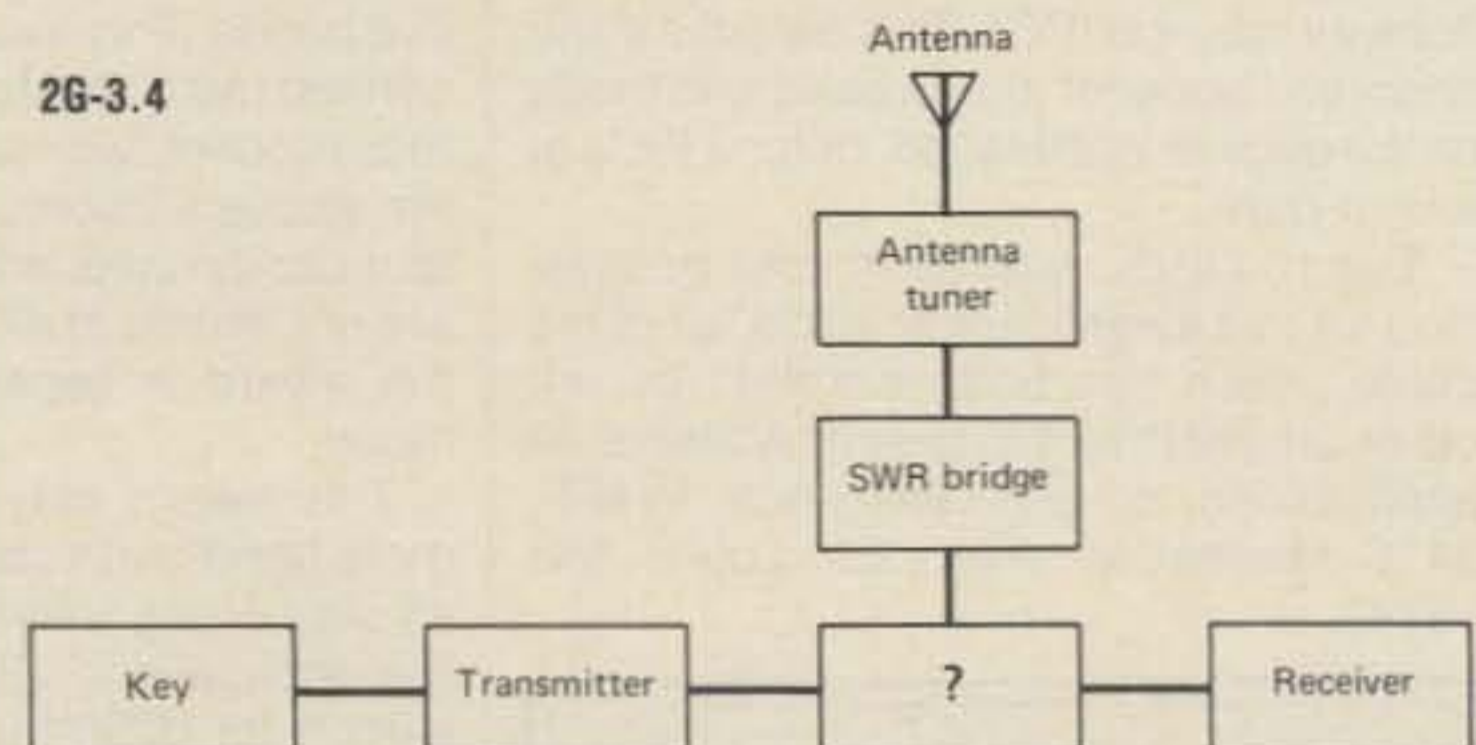 Antenna
2G-3.4
Antenna
tuner
SWR bridge
Key
Transmitter
?
Receiver